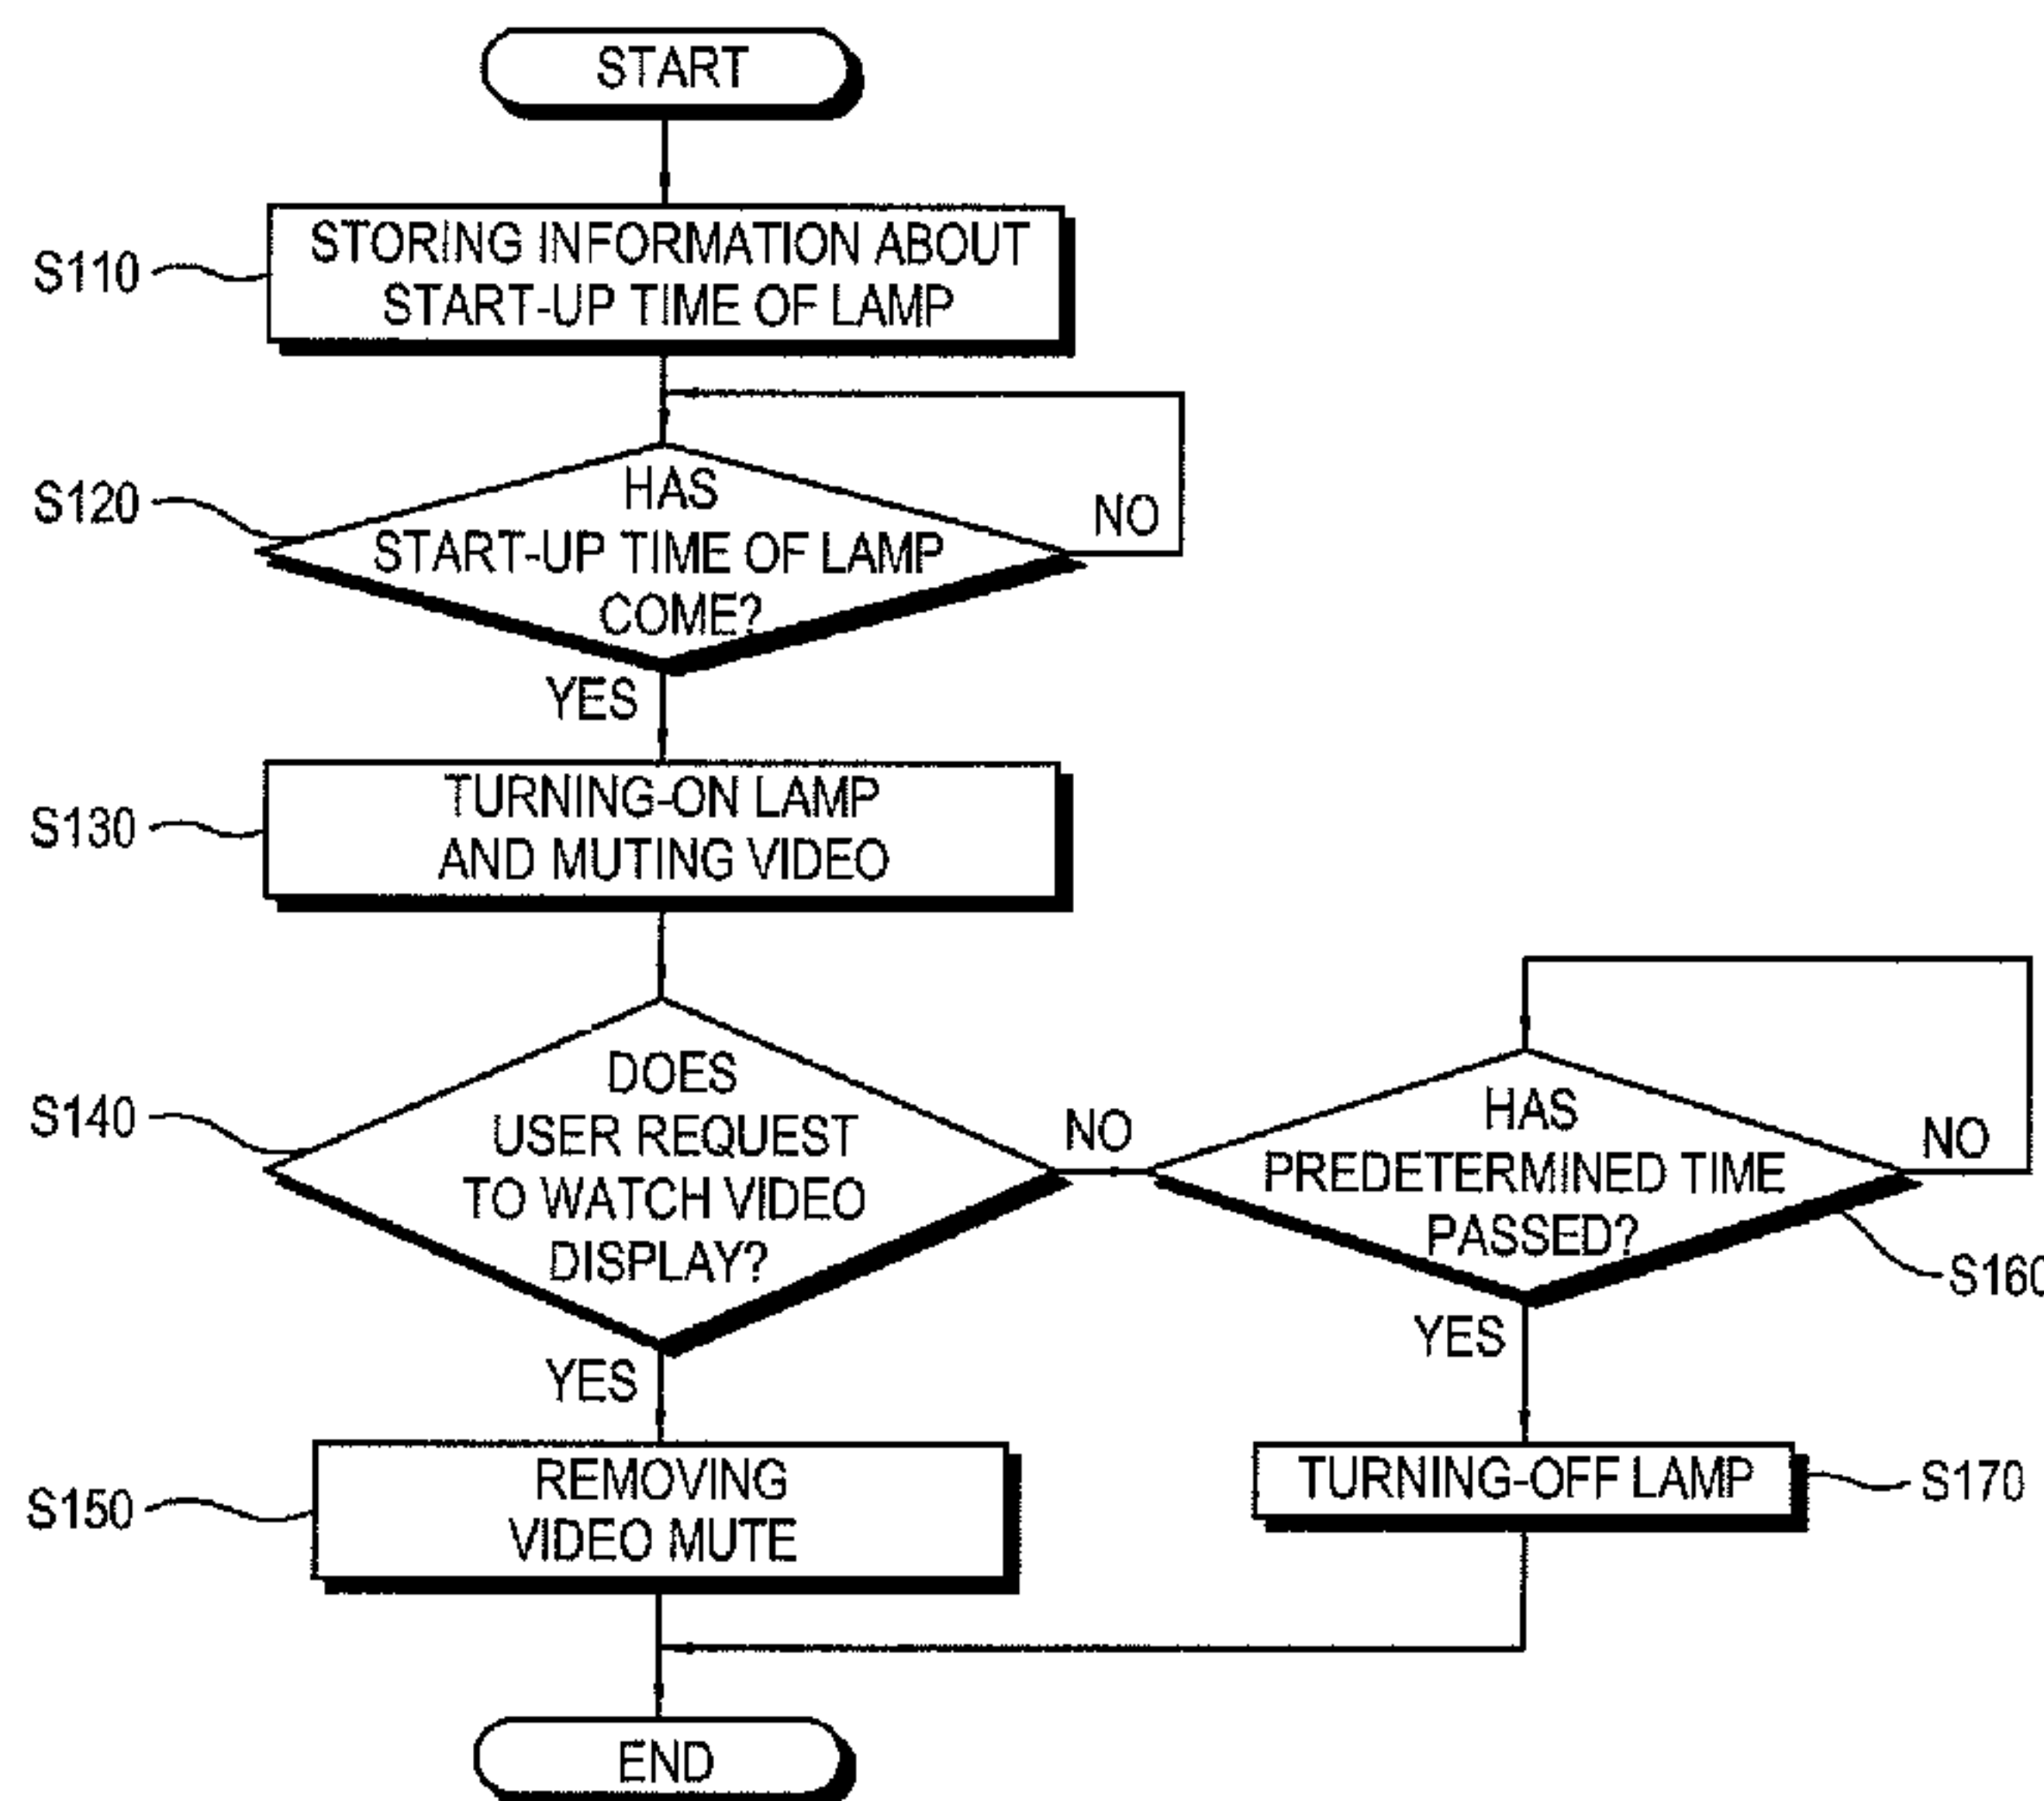 START
S110
STORING INFORMATION ABOUT
START-UP TIME OF LAMP
S120
HAS
START-UP TIME OF LAMP
COME?
NO
YES
S130
TURNING-ON LAMP
AND MUTING VIDEO
S140
DOES
USER REQUEST
TO WATCH VIDEO
DISPLAY?
NO
HAS
PREDETERMINED TIME
PASSED?
NO
S160
YES
YES
S150
REMOVING
VIDEO MUTE
TURNING-OFF LAMP
S170
END